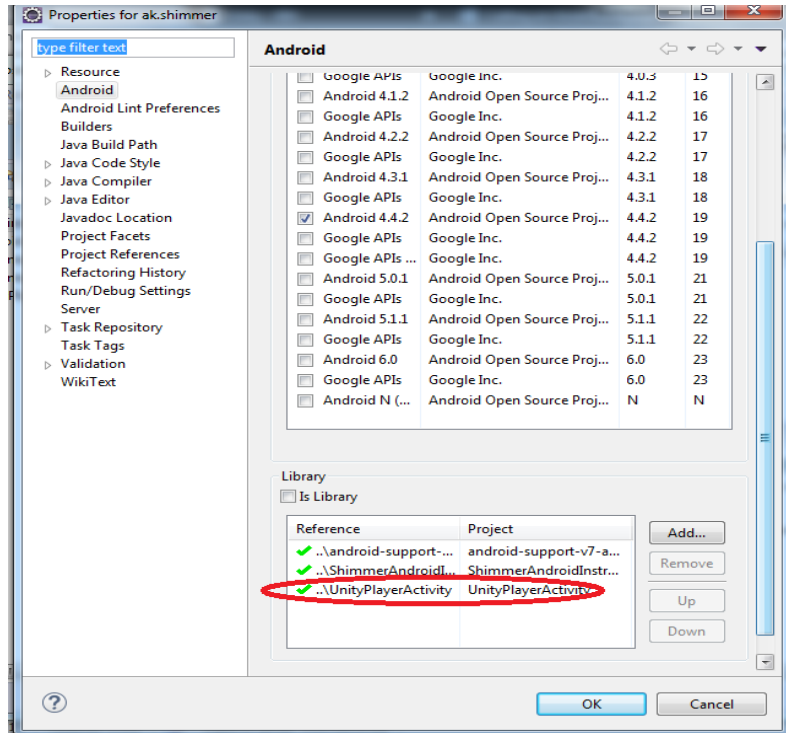 Properties for ak.shimmer
type filter text
Resource
Android
Android Lint Preferences
Builders
Java Build Path
Java Code Style
Java Compiler
Java Editor
Javadoc Location
Project Facets
Project References
Refactoring History
Run/Debug Settings
Server
Task Repository
Task Tags
Validation
WikiText
Android
Google APIs Google Inc. 4.0.3 15
Android 4.1.2 Android Open Source Proj... 4.1.2 16
Google APIs Google Inc. 4.1.2 16
Android 4.2.2 Android Open Source Proj... 4.2.2 17
Google APIs Google Inc. 4.2.2 17
Android 4.3.1 Android Open Source Proj... 4.3.1 18
Google APIs Google Inc. 4.3.1 18
Android 4.4.2 Android Open Source Proj... 4.4.2 19
Google APIs Google Inc. 4.4.2 19
Google APIs ... Google Inc. 4.4.2 19
Android 5.0.1 Android Open Source Proj... 5.0.1 21
Google APIs Google Inc. 5.0.1 21
Android 5.1.1 Android Open Source Proj... 5.1.1 22
Google APIs Google Inc. 5.1.1 22
Android 6.0 Android Open Source Proj... 6.0 23
Google APIs Google Inc. 6.0 23
Android N (... Android Open Source Proj... N N
Library
Is Library
Reference Project
..\android-support-... android-support-v7-a...
..\ShimmerAndroidI... ShimmerAndroidInstr...
..\UnityPlayerActivity UnityPlayerActivity
Add...
Remove
Up
Down
OK Cancel